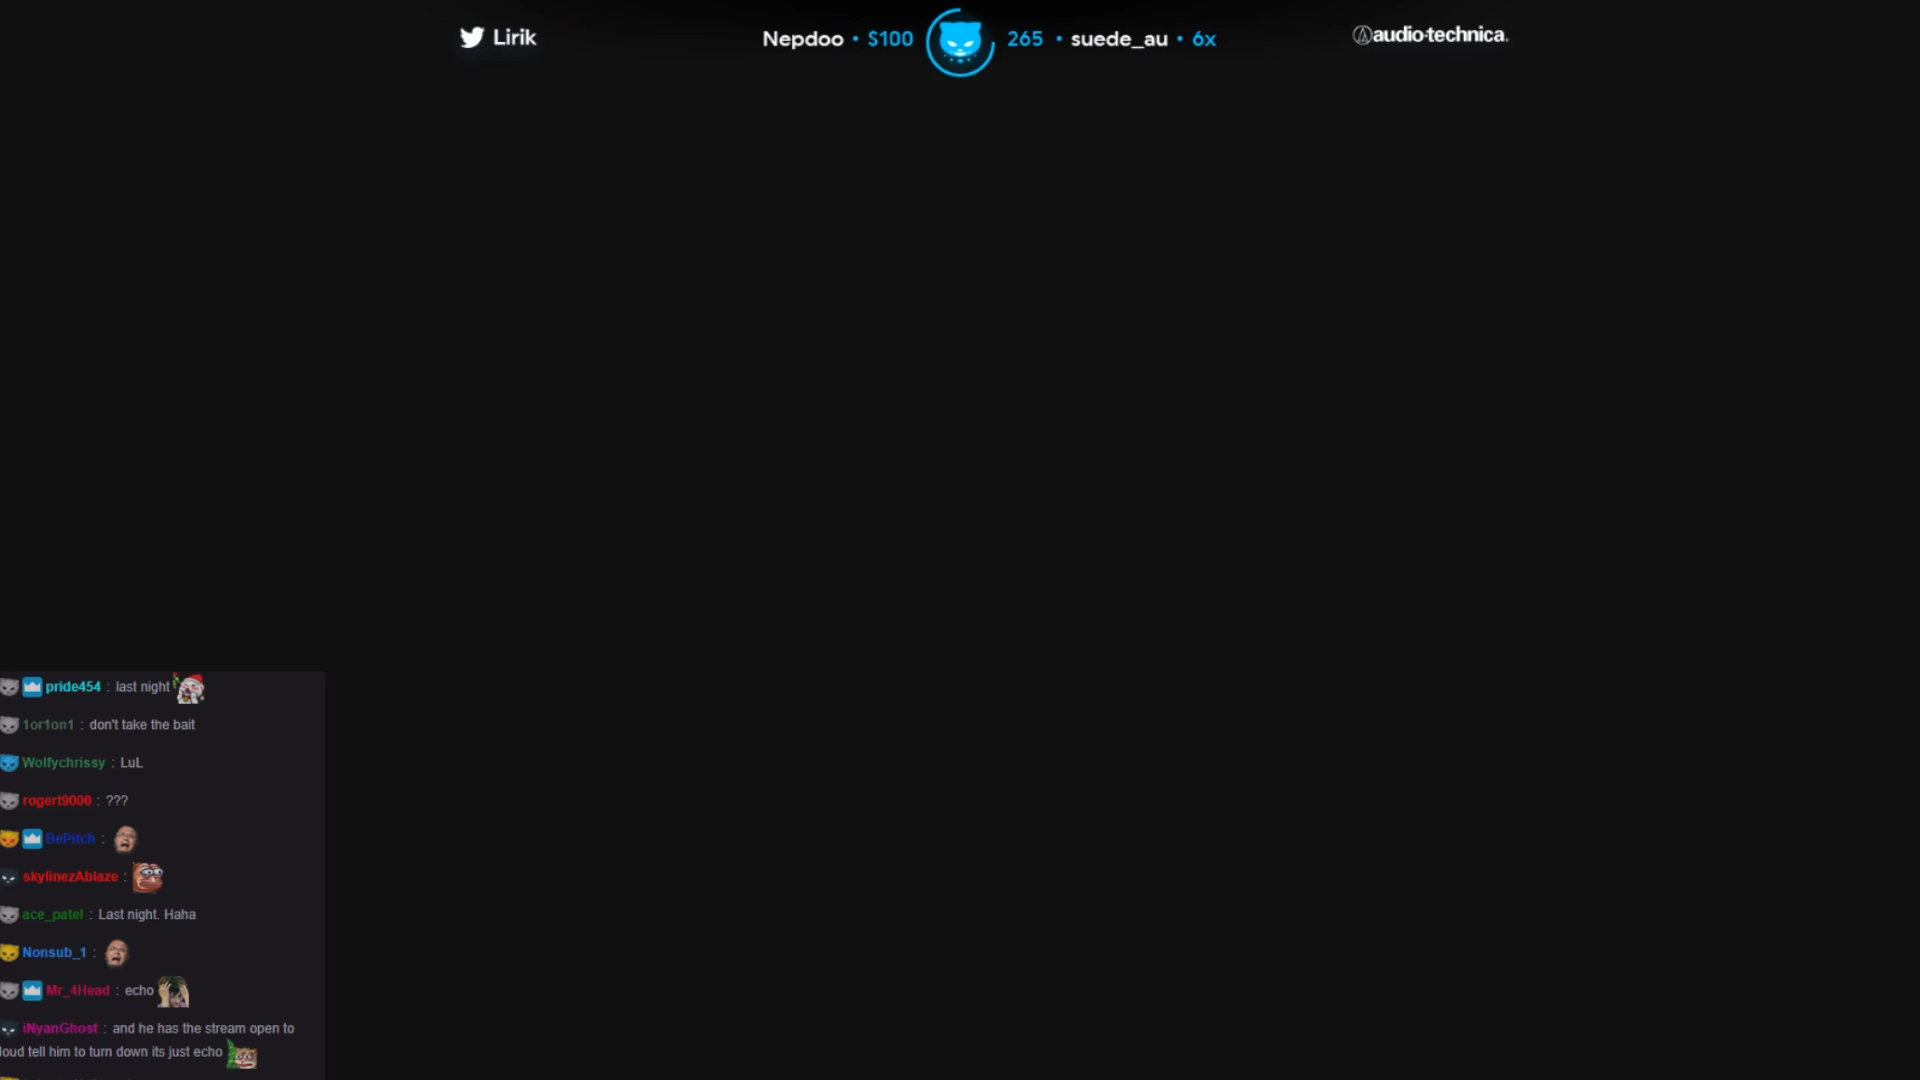 Lirik
Nepdoo • $100
265 • suede_au • 6x
audio-technica.
pride454 : last night
1or1on1 : don't take the bait
Wolfychrissy : LuL
rogert9000 : ???
BePitch :
skylinezAblaze :
ace_patel : Last night. Haha
Nonsub_1 :
Mr_4Head : echo
iNyanGhost : and he has the stream open to
loud tell him to turn down its just echo